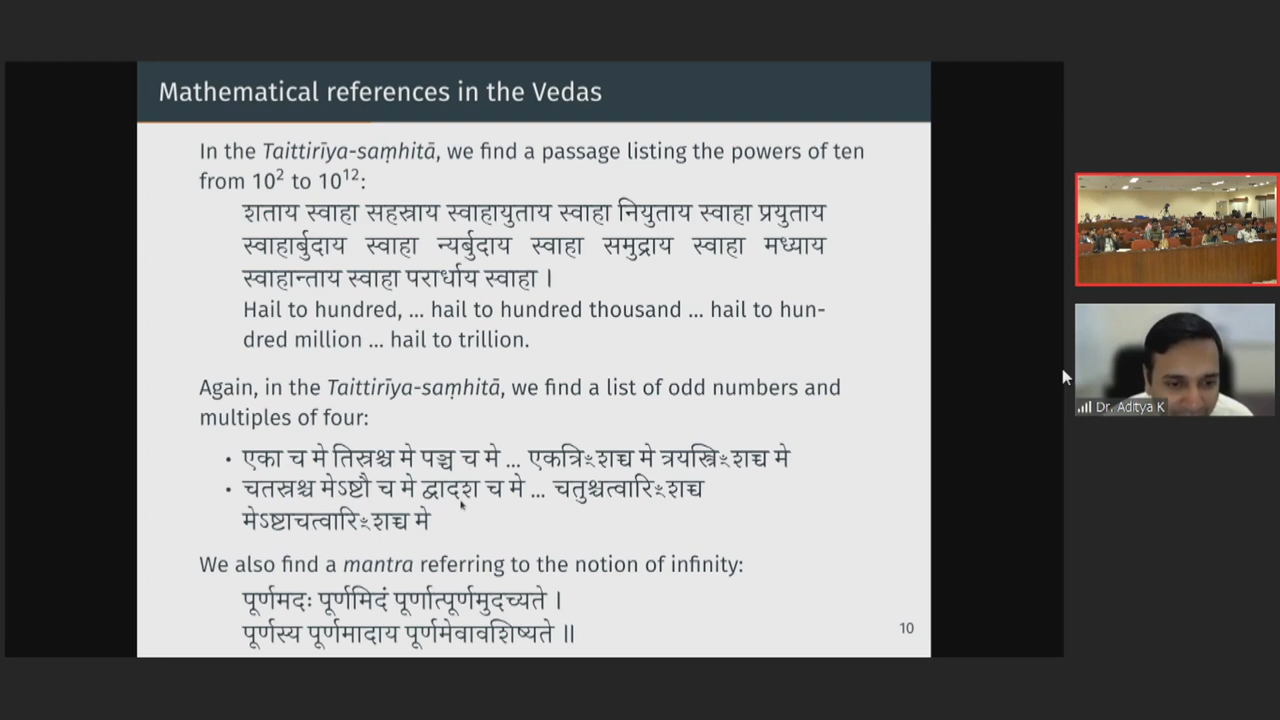 Mathematical references in the Vedas
In the Taittirīya-saṃhitā, we find a passage listing the powers of ten
from 10² to 10¹²:
शताय स्वाहा सहस्राय स्वाहायुताय स्वाहा नियुताय स्वाहा प्रयुताय
स्वाहार्बुदाय स्वाहा न्यर्बुदाय स्वाहा समुद्राय स्वाहा मध्याय
स्वाहान्ताय स्वाहा परार्धाय स्वाहा ।
Hail to hundred, ... hail to hundred thousand ... hail to hun-
dred million ... hail to trillion.
Again, in the Taittirīya-saṃhitā, we find a list of odd numbers and
multiples of four:
• एका च मे तिस्रश्च मे पञ्च च मे ... एकत्रिꣳशच्च मे त्रयस्त्रिꣳशच्च मे
• चतस्रश्च मेऽष्टौ च मे द्वादश च मे ... चतुश्चत्वारिꣳशच्च
मेऽष्टाचत्वारिꣳशच्च मे
We also find a mantra referring to the notion of infinity:
पूर्णमदः पूर्णमिदं पूर्णात्पूर्णमुदच्यते ।
पूर्णस्य पूर्णमादाय पूर्णमेवावशिष्यते ॥
10
Dr. Aditya K